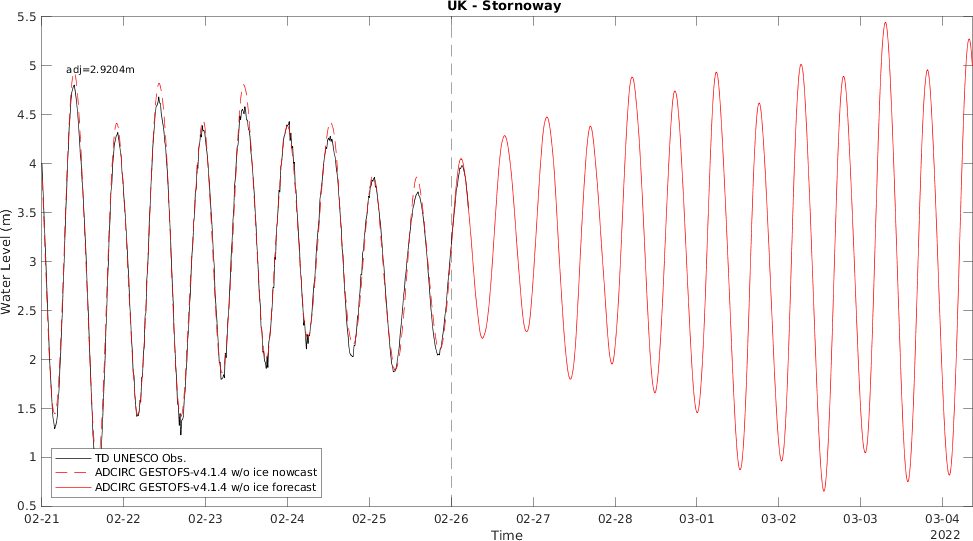 UK - Stornoway
5.5
5
4.5
4
3.5
3
2.5
2
1.5
1
0.5
Water Level (m)
adj=2.9204m
TD UNESCO Obs.
ADCIRC GESTOFS-v4.1.4 w/o ice nowcast
ADCIRC GESTOFS-v4.1.4 w/o ice forecast
02-21 02-22 02-23 02-24 02-25 02-26 02-27 02-28 03-01 03-02 03-03 03-04
Time
2022